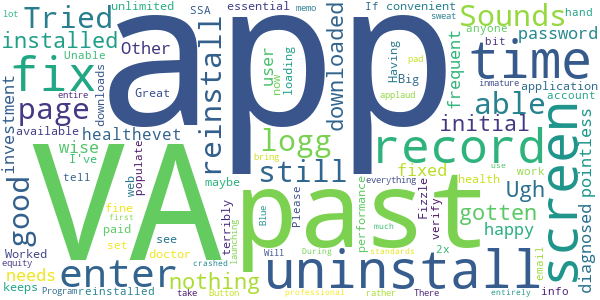 app
VA
past
uninstall
screen
time
record
fix
enter
page
reinstall
Sounds
Tried
able
still
logg
good
nothing
initial
gotten
installed
downloaded
user
Ugh
happy
wise
fixed
needs
healthevet
password
frequent
diagnosed
pointless
investment
performance
unlimited
SSA
essential
memo
If convenient
sweat
hand
lot
Unable
Other
loading
now
Having
pad
Big
anyone
bit
application
downloads
entire
Great
applaud
inmature
account
available
I've
populate
web
maybe
bring
everything
health
use
work
tell
terribly
Please
Blue
Fizzle
verify
Worked
fine
first
paid
see
launching
Will
During
much
standards
2x
email
equity
set
doctor
crashed
keeps
Program
reinstalled
take
Button
professional
rather
There
entirely
info